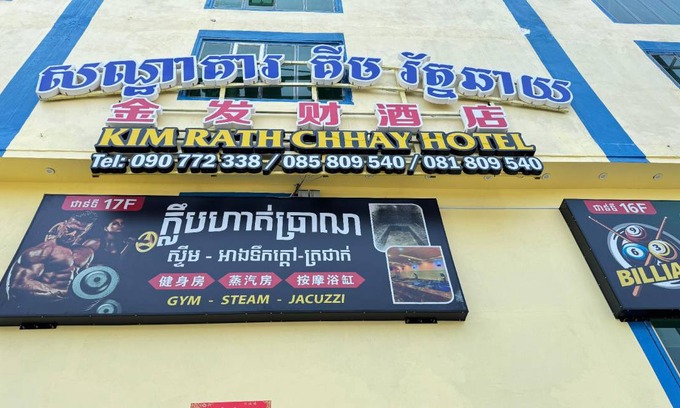 សណ្ឋាគារ គីម រ័ត្នឆាយ
金发财酒店
KIM RATH CHHAY HOTEL
Tel: 090 772 338 / 085 809 540 / 081 809 540
ជាន់ទី 17F
ក្លឹបហាត់ប្រាណ
ស្ទីម - អាងទឹកក្តៅ-ត្រជាក់
健身房 蒸汽房 按摩浴缸
GYM - STEAM - JACUZZI
ជាន់ទី 16F
BILLIA